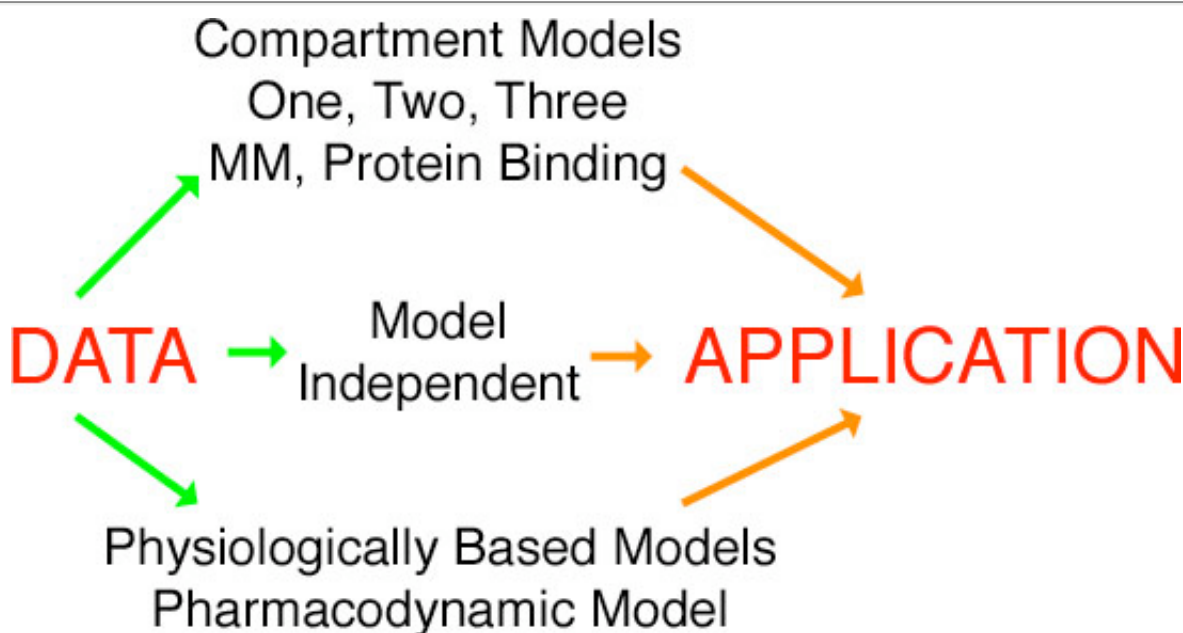 Compartment Models
One, Two, Three
MM, Protein Binding
DATA
Model
Independent
APPLICATION
Physiologically Based Models
Pharmacodynamic Model